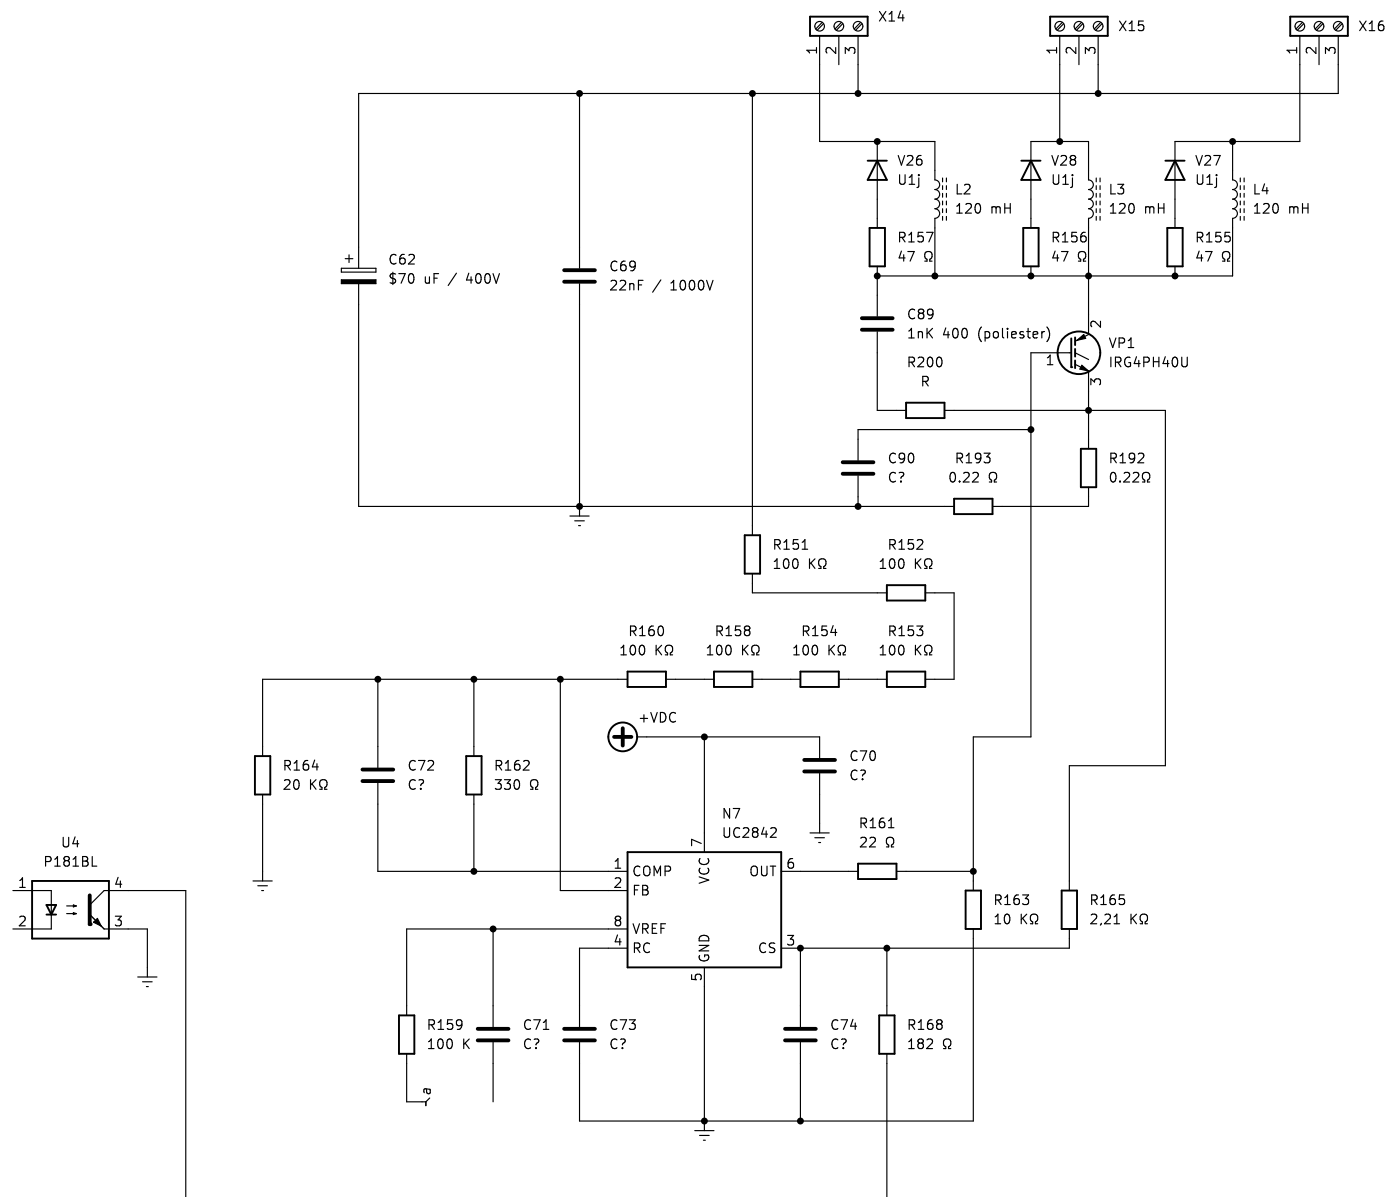 X14
X15
X16
1
2
3
1
2
3
1
2
3
V26
U1j
L2
120 mH
V28
U1j
L3
120 mH
V27
U1j
L4
120 mH
R157
47 Ω
R156
47 Ω
R155
47 Ω
+
C62
$70 uF / 400V
C69
22nF / 1000V
C89
1nK 400 (poliester)
2
1
3
VP1
IRG4PH40U
R200
R
C90
C?
R193
0.22 Ω
R192
0.22Ω
R151
100 KΩ
R152
100 KΩ
R160
100 KΩ
R158
100 KΩ
R154
100 KΩ
R153
100 KΩ
+VDC
R164
20 KΩ
C72
C?
R162
330 Ω
C70
C?
N7
UC2842
R161
22 Ω
U4
P181BL
1
2
4
3
7
VCC
1
COMP
OUT
6
2
FB
8
VREF
4
RC
GND
5
CS
3
R163
10 KΩ
R165
2,21 KΩ
R159
100 K
C71
C?
C73
C?
C74
C?
R168
182 Ω
a